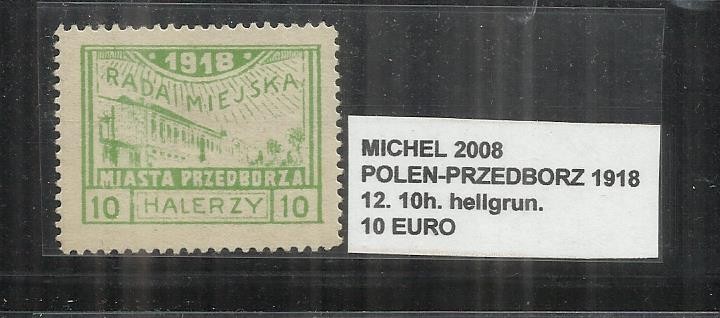 1918
RADA MIEJSKA
MIASTA PRZEDBORZA
10 HALERZY 10
MICHEL 2008
POLEN-PRZEDBORZ 1918
12. 10h. hellgrun.
10 EURO